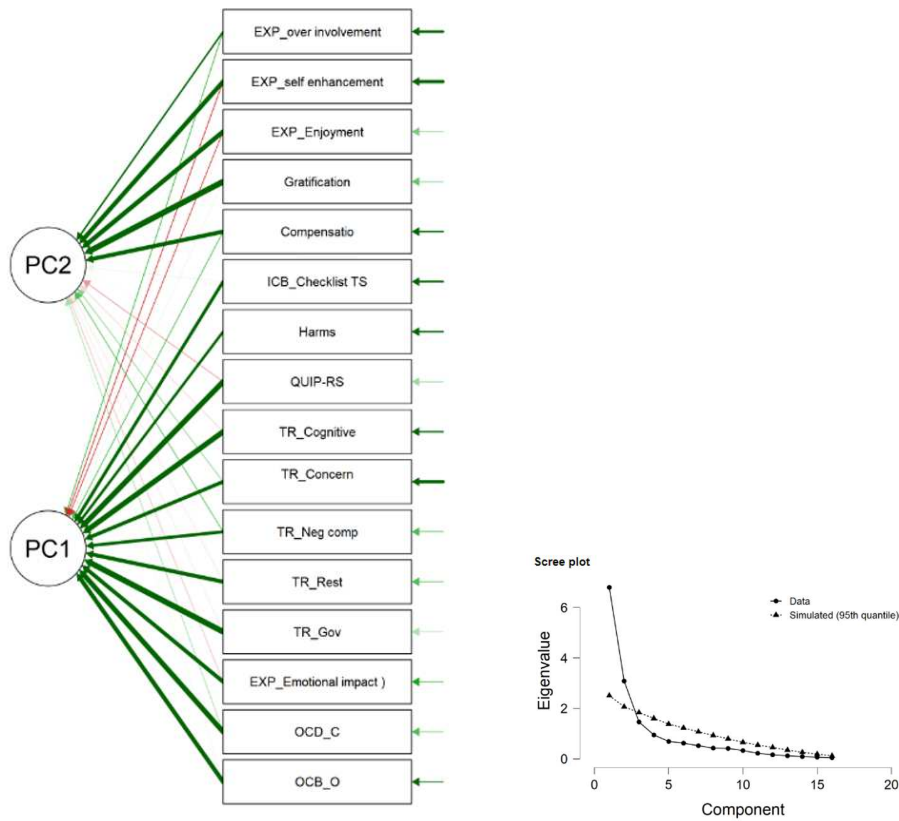 EXP_over involvement
EXP_self enhancement
EXP_Enjoyment
Gratification
Compensatio
PC2
ICB_Checklist TS
Harms
QUIP-RS
TR_Cognitive
TR_Concern
TR_Neg comp
PC1
TR_Rest
TR_Gov
EXP_Emotional impact )
OCD_C
OCB_O
Scree plot
Data
Simulated (95th quantile)
Eigenvalue
6
4
2
0
0 5 10 15 20
Component